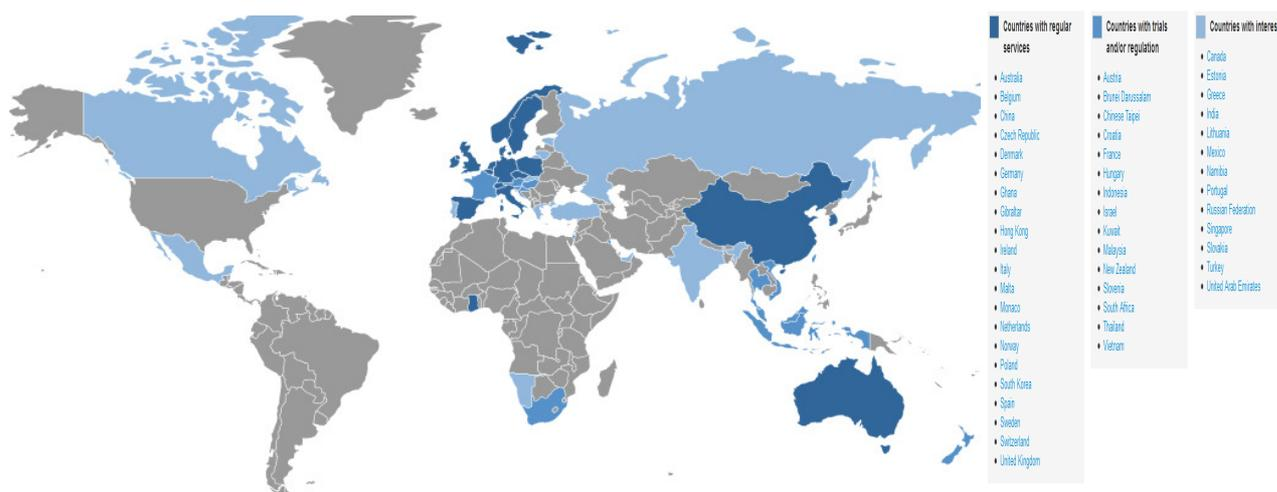 Countries with regular
services
Australia
Belgium
China
Czech Republic
Denmark
Germany
Ghana
Gibraltar
Hong Kong
Ireland
Italy
Malta
Monaco
Netherlands
Norway
Poland
South Korea
Spain
Sweden
Switzerland
United Kingdom
Countries with trials
and/or regulation
Austria
Brunei Darussalam
Chinese Taipei
Croatia
France
Hungary
Indonesia
Israel
Kuwait
Malaysia
New Zealand
Slovenia
South Africa
Thailand
Vietnam
Countries with interes
Canada
Estonia
Greece
India
Lithuania
Mexico
Namibia
Portugal
Russian Federation
Singapore
Slovakia
Turkey
United Arab Emirates